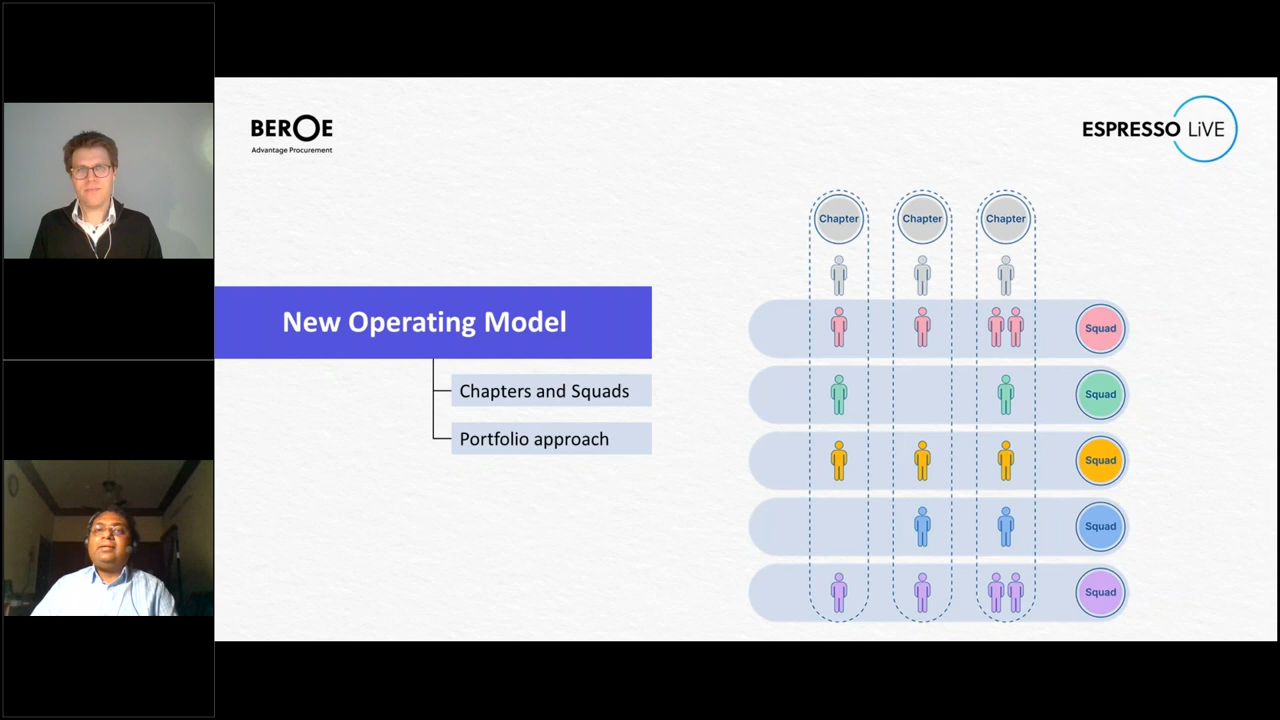 BEROE
Advantage Procurement
ESPRESSO LiVE
Chapter Chapter Chapter
New Operating Model
Chapters and Squads
Portfolio approach
Squad
Squad
Squad
Squad
Squad